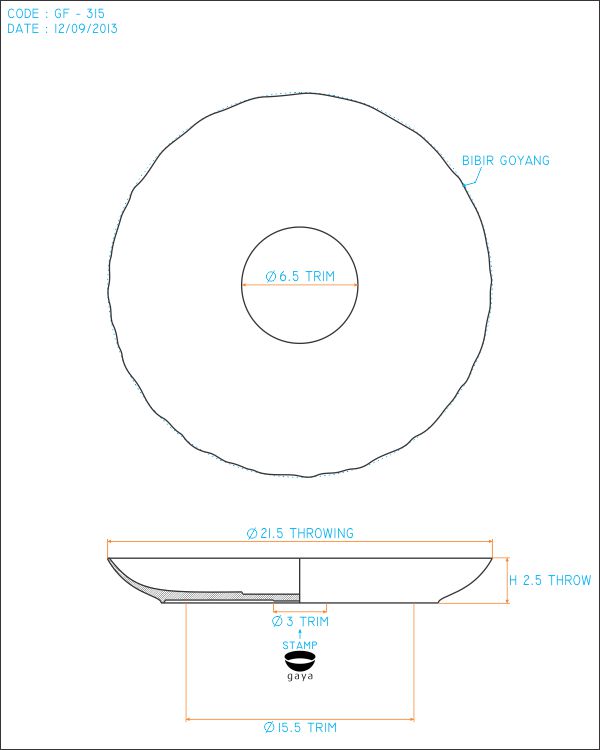 CODE : GF - 315
DATE : 12/09/2013
BIBIR GOYANG
Ø 6.5 TRIM
Ø 21.5 THROWING
H 2.5 THROW
Ø 3 TRIM
STAMP
gaya
Ø 15.5 TRIM